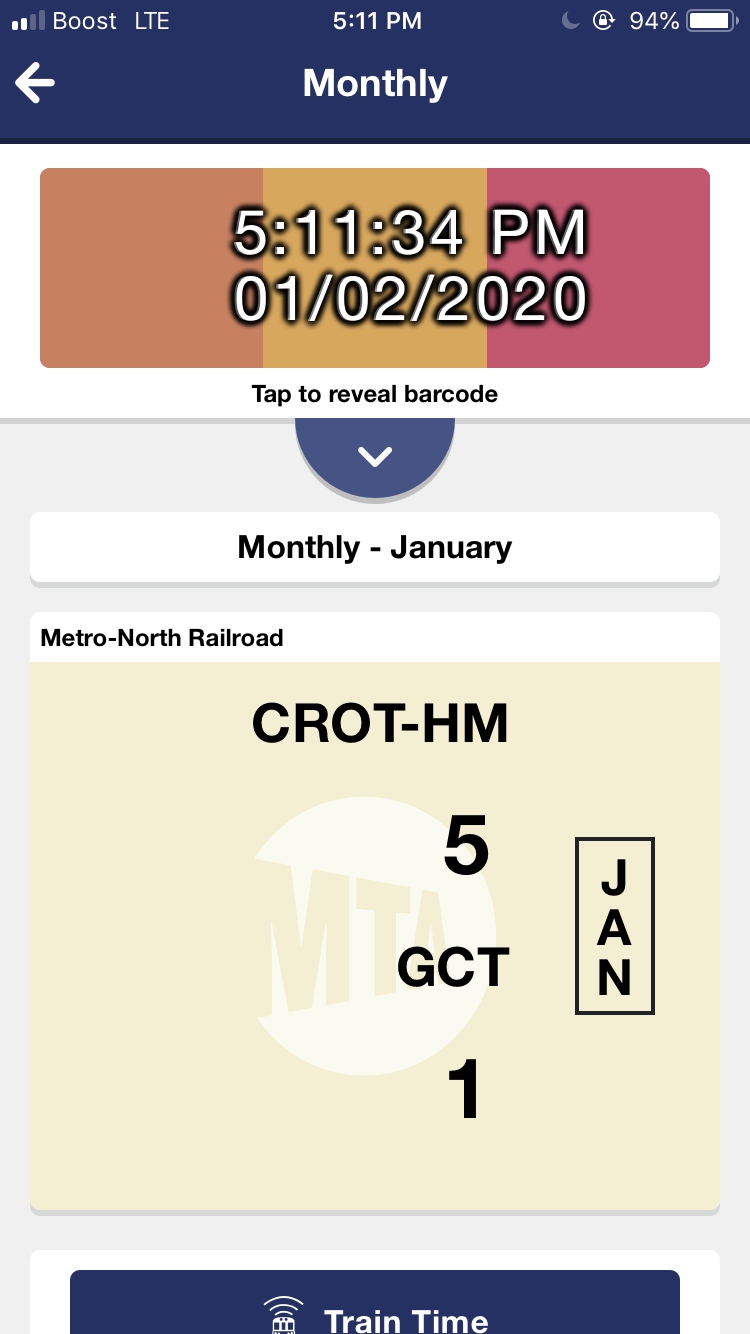 Boost LTE 5:11 PM 94%
Monthly
5:11:34 PM
01/02/2020
Tap to reveal barcode
Monthly - January
Metro-North Railroad
CROT-HM
5
MTA
GCT
1
J
A
N
Train Time